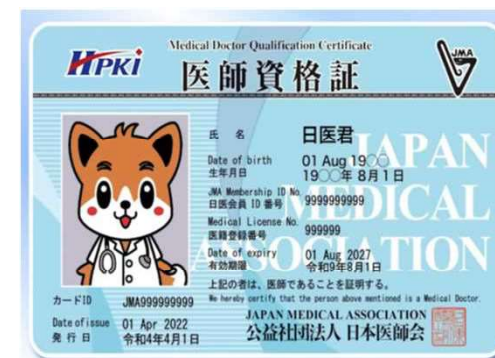 HPKI
Medical Doctor Qualification Certificate
医師資格証
JMA
氏 名 日医君
Date of birth 01 Aug 19○○
生年月日 19○○年 8月1日
JMA Membership ID No.
日医会員 ID 番号 9999999999
Medical License No.
医籍登録番号 999999
Date of expiry 01 Aug 2027
有効期限 令和9年8月1日
上記の者は、医師であることを証明する。
We hereby certify that the person above mentioned is a Medical Doctor.
カードID JMA999999999
Date of issue 01 Apr 2022
発行日 令和4年4月1日
JAPAN MEDICAL ASSOCIATION
公益社団法人 日本医師会
JAPAN
MEDICAL
ASSOCIATION